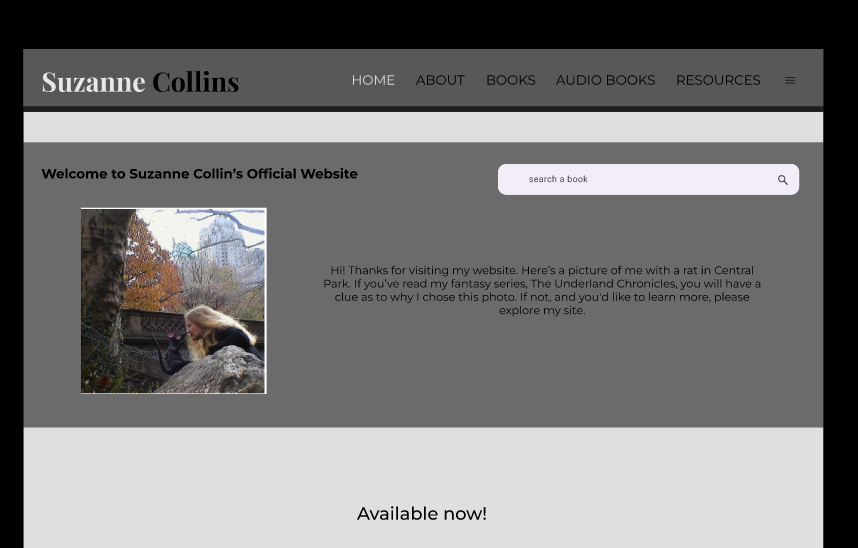 Suzanne Collins
HOME ABOUT BOOKS AUDIO BOOKS RESOURCES
Welcome to Suzanne Collin's Official Website
search a book
Hi! Thanks for visiting my website. Here's a picture of me with a rat in Central
Park. If you've read my fantasy series, The Underland Chronicles, you will have a
clue as to why I chose this photo. If not, and you'd like to learn more, please
explore my site.
Available now!